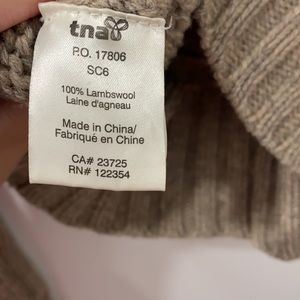 tna
P.O. 17806
SC6
100% Lambswool
Laine d'agneau
Made in China/
Fabriqué en Chine
CA# 23725
RN# 122354